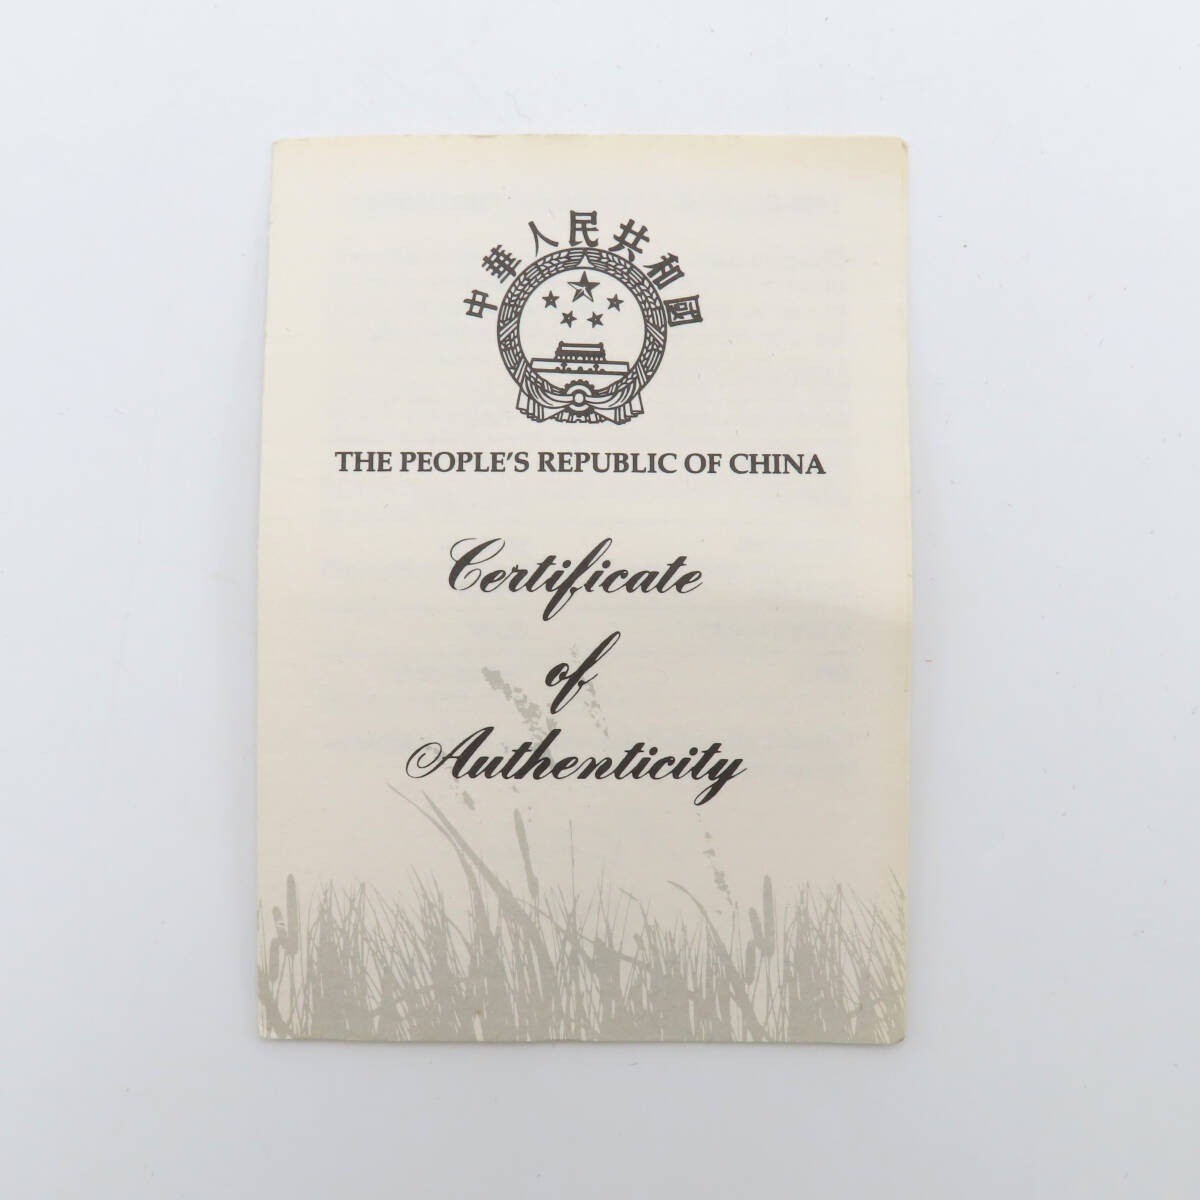 中華人民共和國
THE PEOPLE'S REPUBLIC OF CHINA
Certificate
of
Authenticity